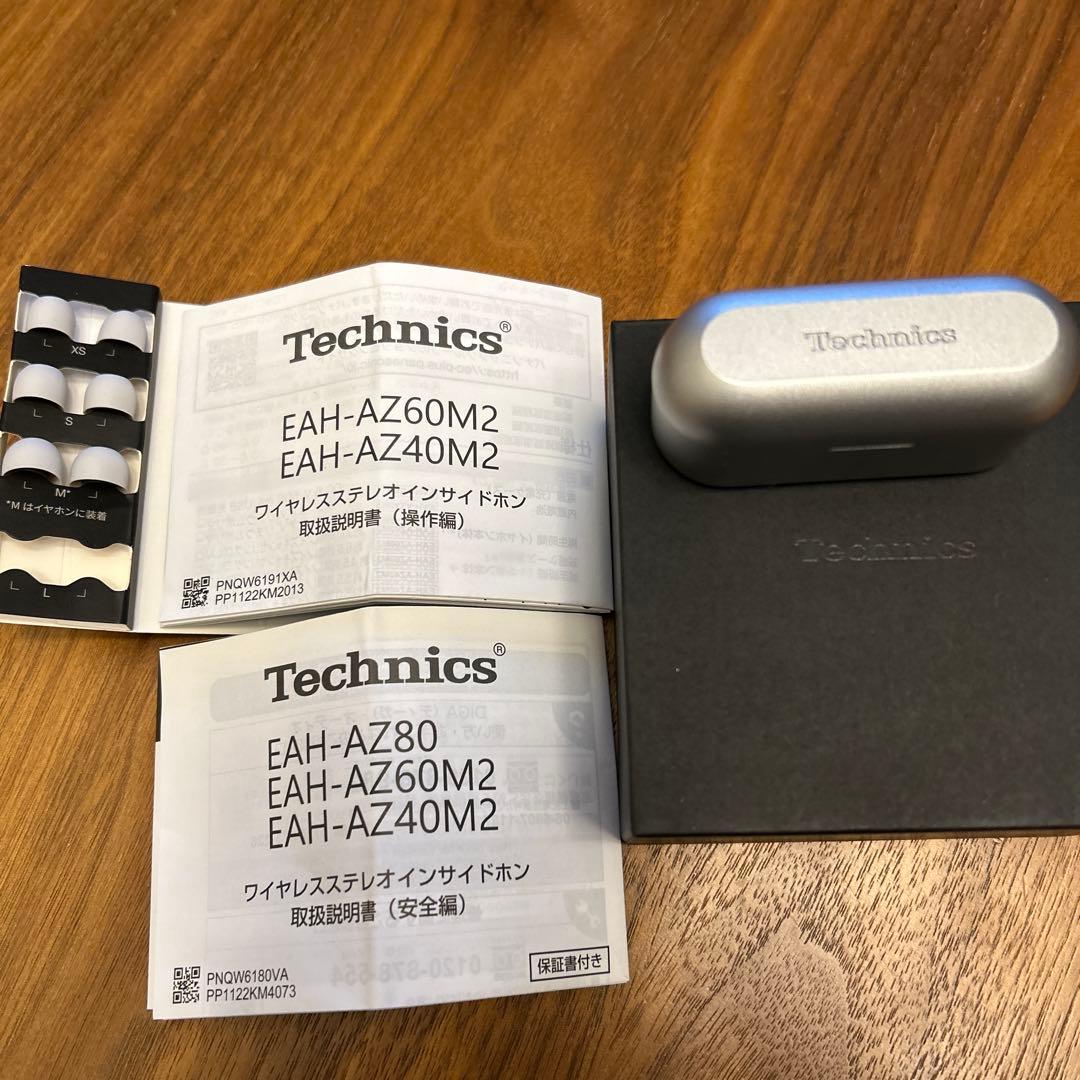 XS
S
M*
*M はイヤホンに装着
L
Technics®
EAH-AZ60M2
EAH-AZ40M2
ワイヤレスステレオインサイドホン
取扱説明書（操作編）
PNQW6191XA
PP1122KM2013
Technics®
EAH-AZ80
EAH-AZ60M2
EAH-AZ40M2
ワイヤレスステレオインサイドホン
取扱説明書（安全編）
保証書付き
PNQW6180VA
PP1122KM4073
Technics
Technics